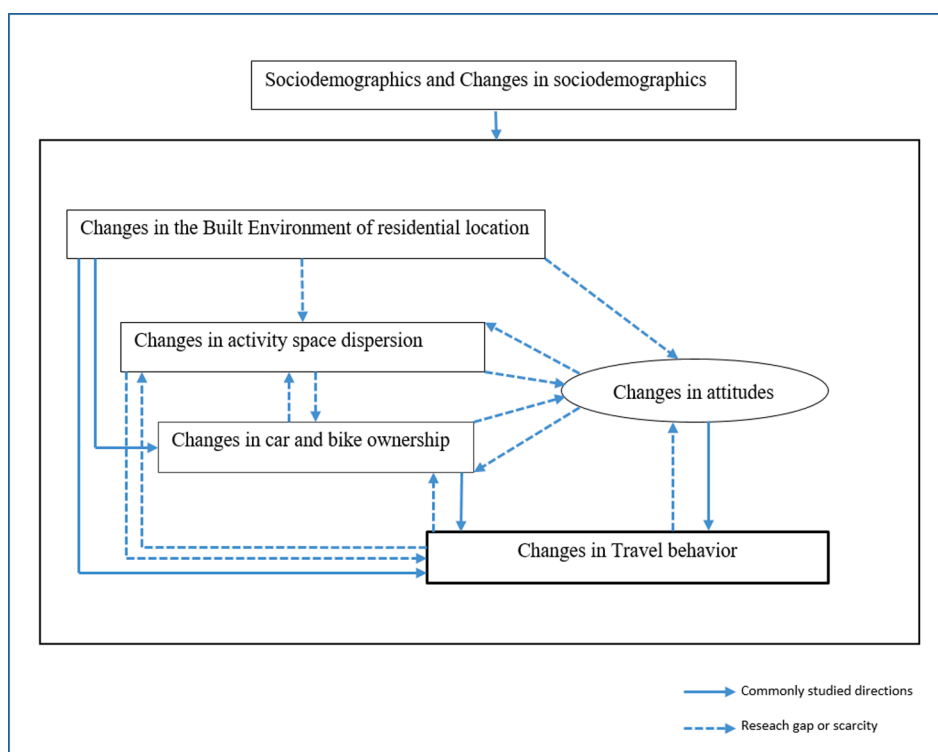 Sociodemographics and Changes in sociodemographics
Changes in the Built Environment of residential location
Changes in activity space dispersion
Changes in attitudes
Changes in car and bike ownership
Changes in Travel behavior
Commonly studied directions
Reseach gap or scarcity